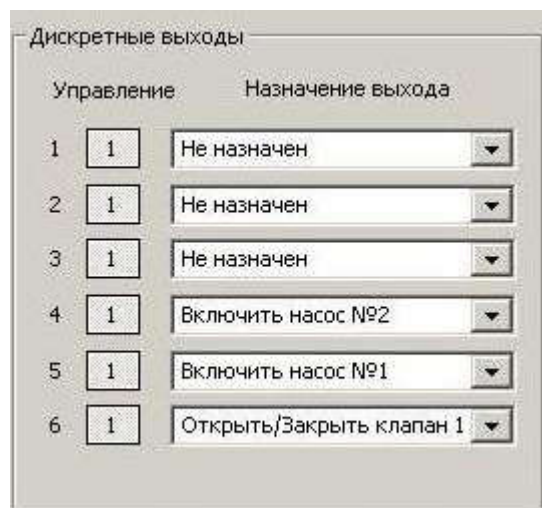 Дискретные выходы
Управление Назначение выхода
1 1 Не назначен
2 1 Не назначен
3 1 Не назначен
4 1 Включить насос №2
5 1 Включить насос №1
6 1 Открыть/Закрыть клапан 1